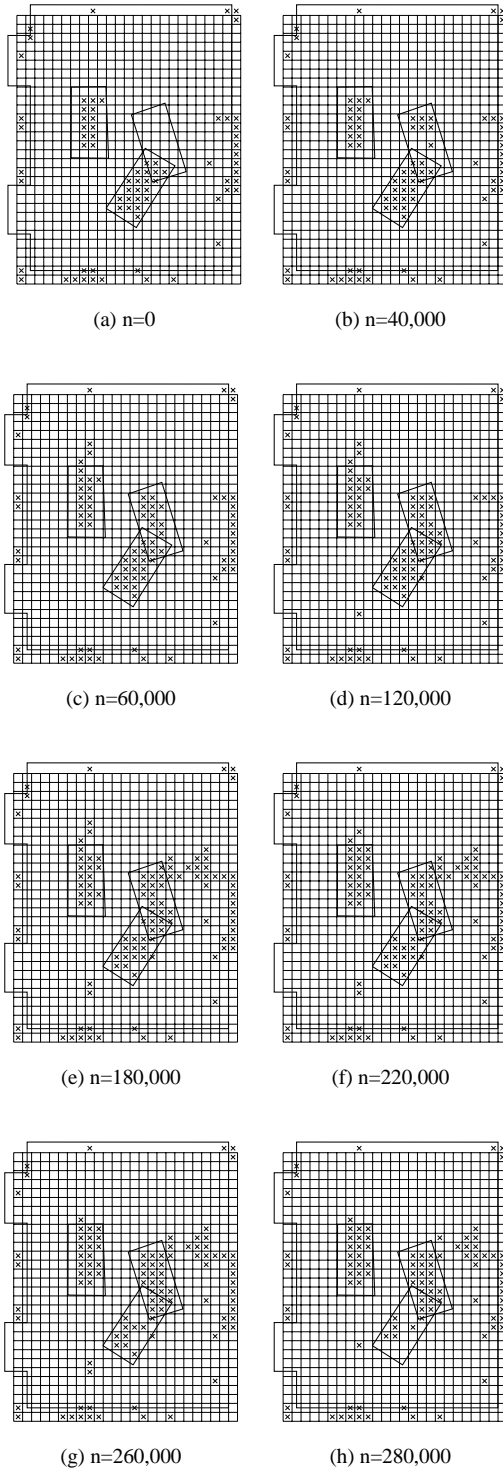 (a) n=0
(b) n=40,000
(c) n=60,000
(d) n=120,000
(e) n=180,000
(f) n=220,000
(g) n=260,000
(h) n=280,000